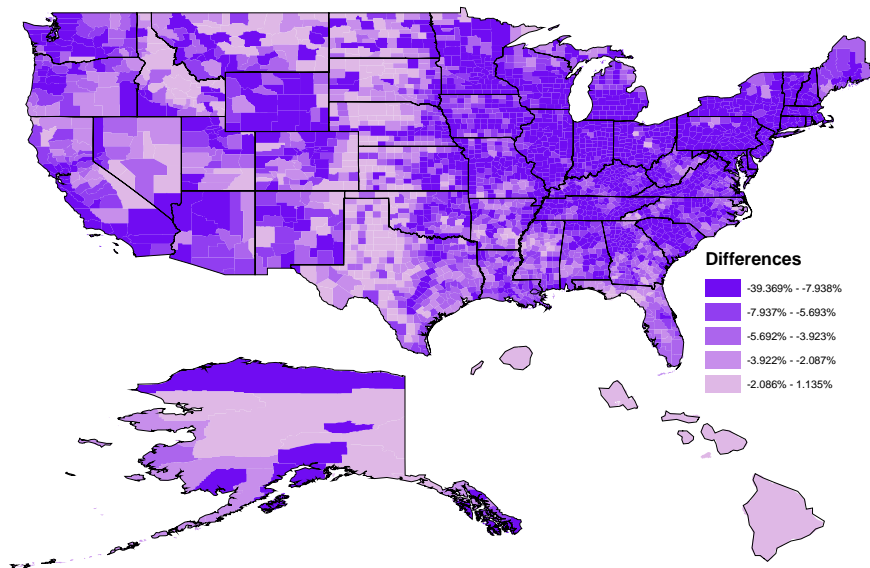 Differences
-39.369% - -7.938%
-7.937% - -5.693%
-5.692% - -3.923%
-3.922% - -2.087%
-2.086% - 1.135%